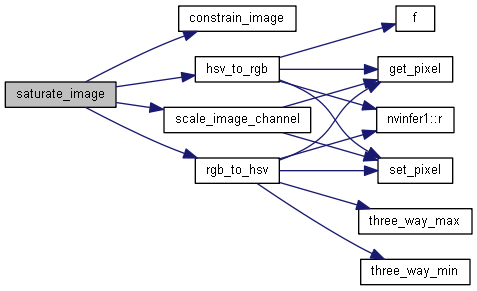 constrain_image
f
hsv_to_rgb
get_pixel
saturate_image
scale_image_channel
nvinfer1::r
rgb_to_hsv
set_pixel
three_way_max
three_way_min